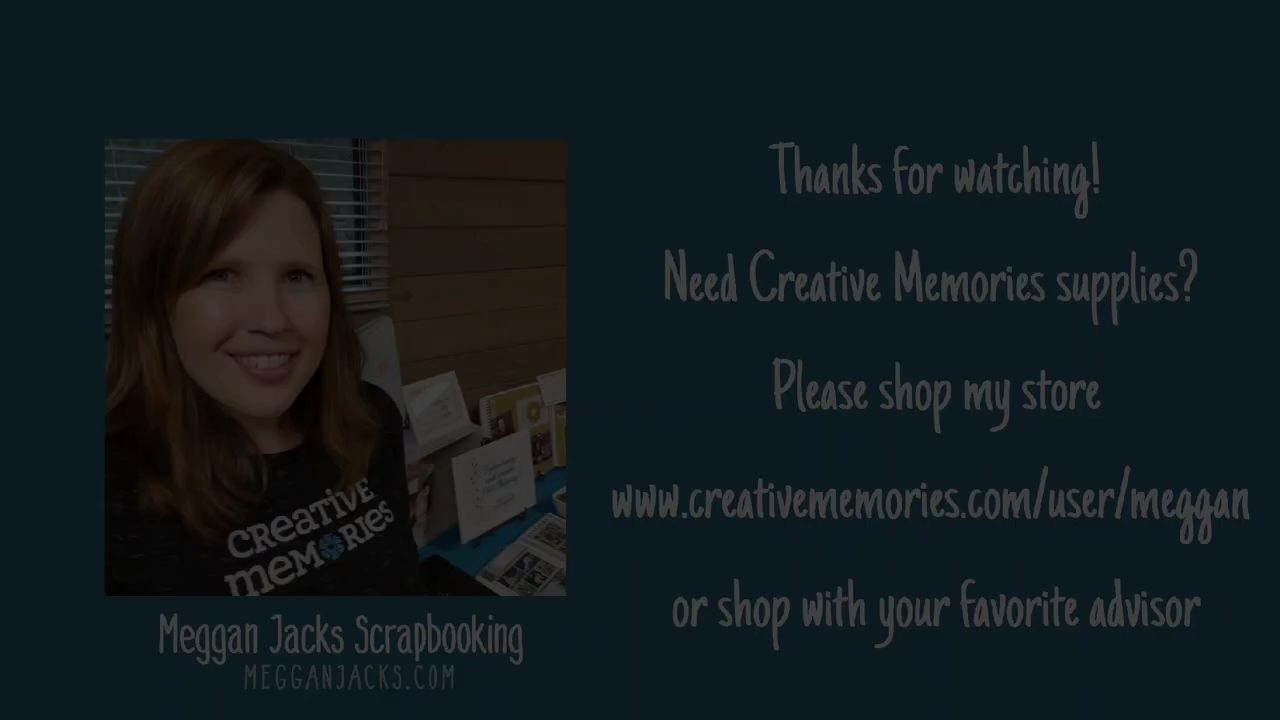 Thanks for watching!
Need Creative Memories supplies?
Please shop my store
www.creativememories.com/user/meggan
or shop with your favorite advisor
CREATIVE
MEMORIES
Meggan Jacks Scrapbooking
MEGGANJACKS.COM